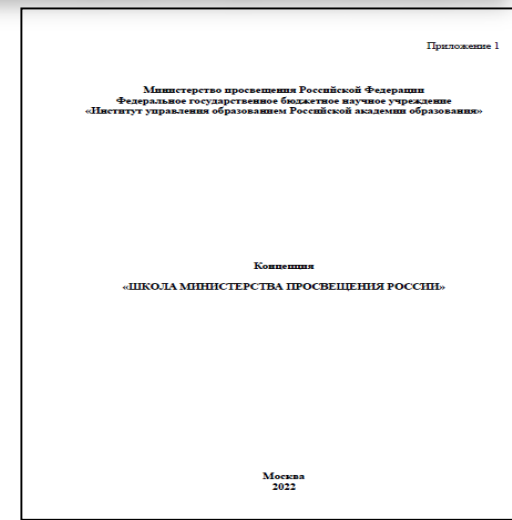 Приложение 1
Министерство просвещения Российской Федерации
Федеральное государственное бюджетное научное учреждение
«Институт управления образованием Российской академии образования»
Концепция
«ШКОЛА МИНИСТЕРСТВА ПРОСВЕЩЕНИЯ РОССИИ»
Москва
2022